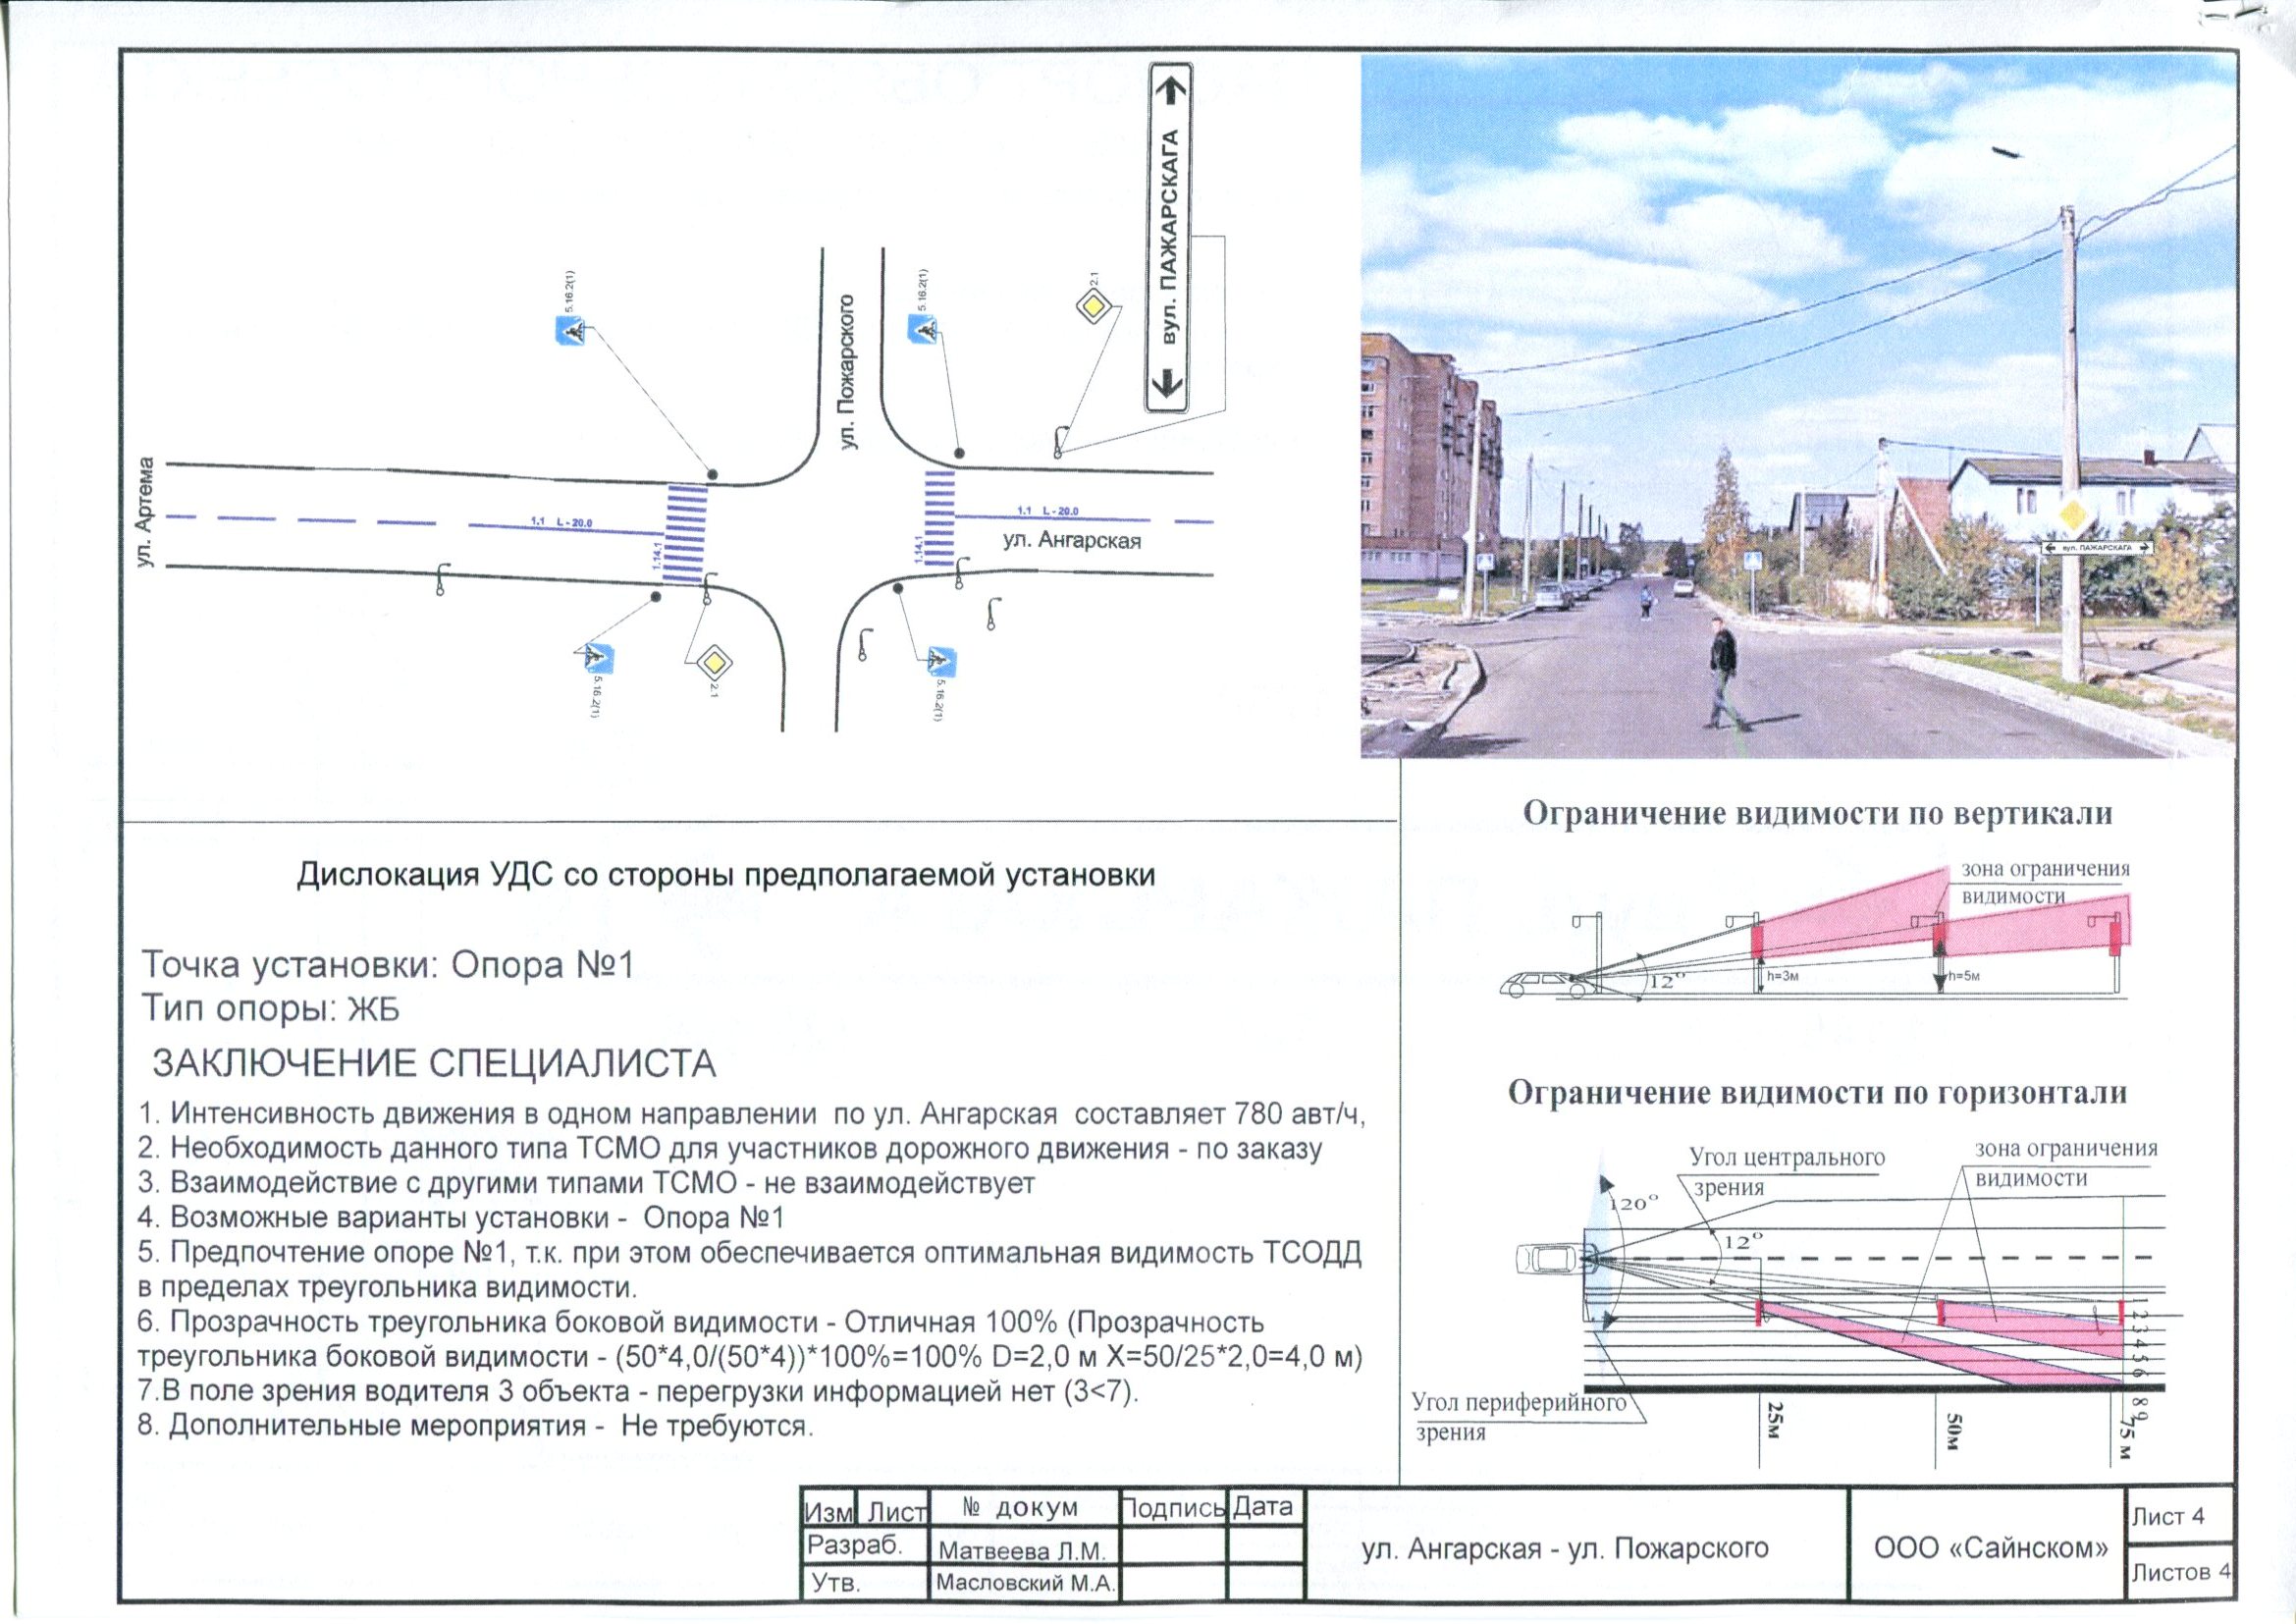 5.16.2(1)
5.16.2(1)
2.1
вул. ПАЖАРСКАГА
ул. Пожарского
ул. Артема
1.1 L - 20.0
1.1 L - 20.0
1.14.1
1.14.1
ул. Ангарская
5.16.2(1)
2.1
5.16.2(1)
вул. ПАЖАРСКАГА
Дислокация УДС со стороны предполагаемой установки
Точка установки: Опора №1
Тип опоры: ЖБ
ЗАКЛЮЧЕНИЕ СПЕЦИАЛИСТА
1. Интенсивность движения в одном направлении по ул. Ангарская составляет 780 авт/ч,
2. Необходимость данного типа ТСМО для участников дорожного движения - по заказу
3. Взаимодействие с другими типами ТСМО - не взаимодействует
4. Возможные варианты установки - Опора №1
5. Предпочтение опоре №1, т.к. при этом обеспечивается оптимальная видимость ТСОДД
в пределах треугольника видимости.
6. Прозрачность треугольника боковой видимости - Отличная 100% (Прозрачность
треугольника боковой видимости - (50*4,0/(50*4))*100%=100% D=2,0 м X=50/25*2,0=4,0 м)
7.В поле зрения водителя 3 объекта - перегрузки информацией нет (3<7).
8. Дополнительные мероприятия - Не требуются.
Ограничение видимости по вертикали
зона ограничения
видимости
12°
h=3м
h=5м
Ограничение видимости по горизонтали
Угол центрального
зрения
зона ограничения
видимости
120°
12°
1 2 3 4 5 6
8 9
Угол периферийного
зрения
25м
50м
75 м
Изм Лист № докум Подпись Дата
Разраб. Матвеева Л.М.
Утв. Масловский М.А.
ул. Ангарская - ул. Пожарского
ООО «Сайнском»
Лист 4
Листов 4